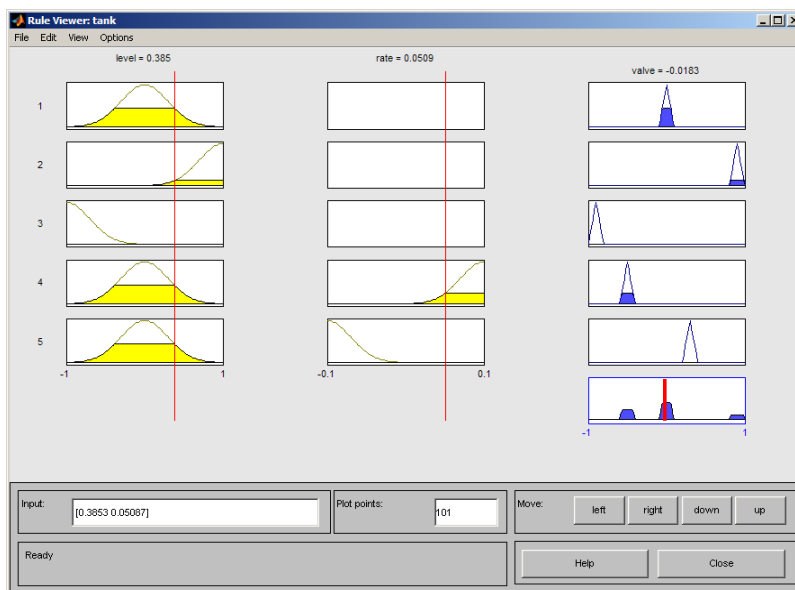 Rule Viewer: tank
File Edit View Options
level = 0.385
rate = 0.0509
valve = -0.0183
1
2
3
4
5
-1 1
-0.1 0.1
-1 1
Input:
[0.3853 0.05087]
Plot points:
101
Move:
left right down up
Ready
Help Close